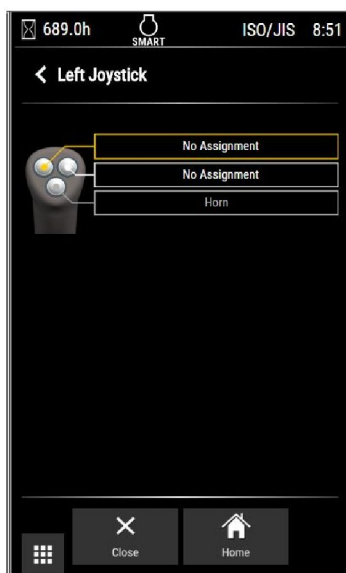 689.0h SMART ISO/JIS 8:51
Left Joystick
No Assignment
No Assignment
Horn
Close Home